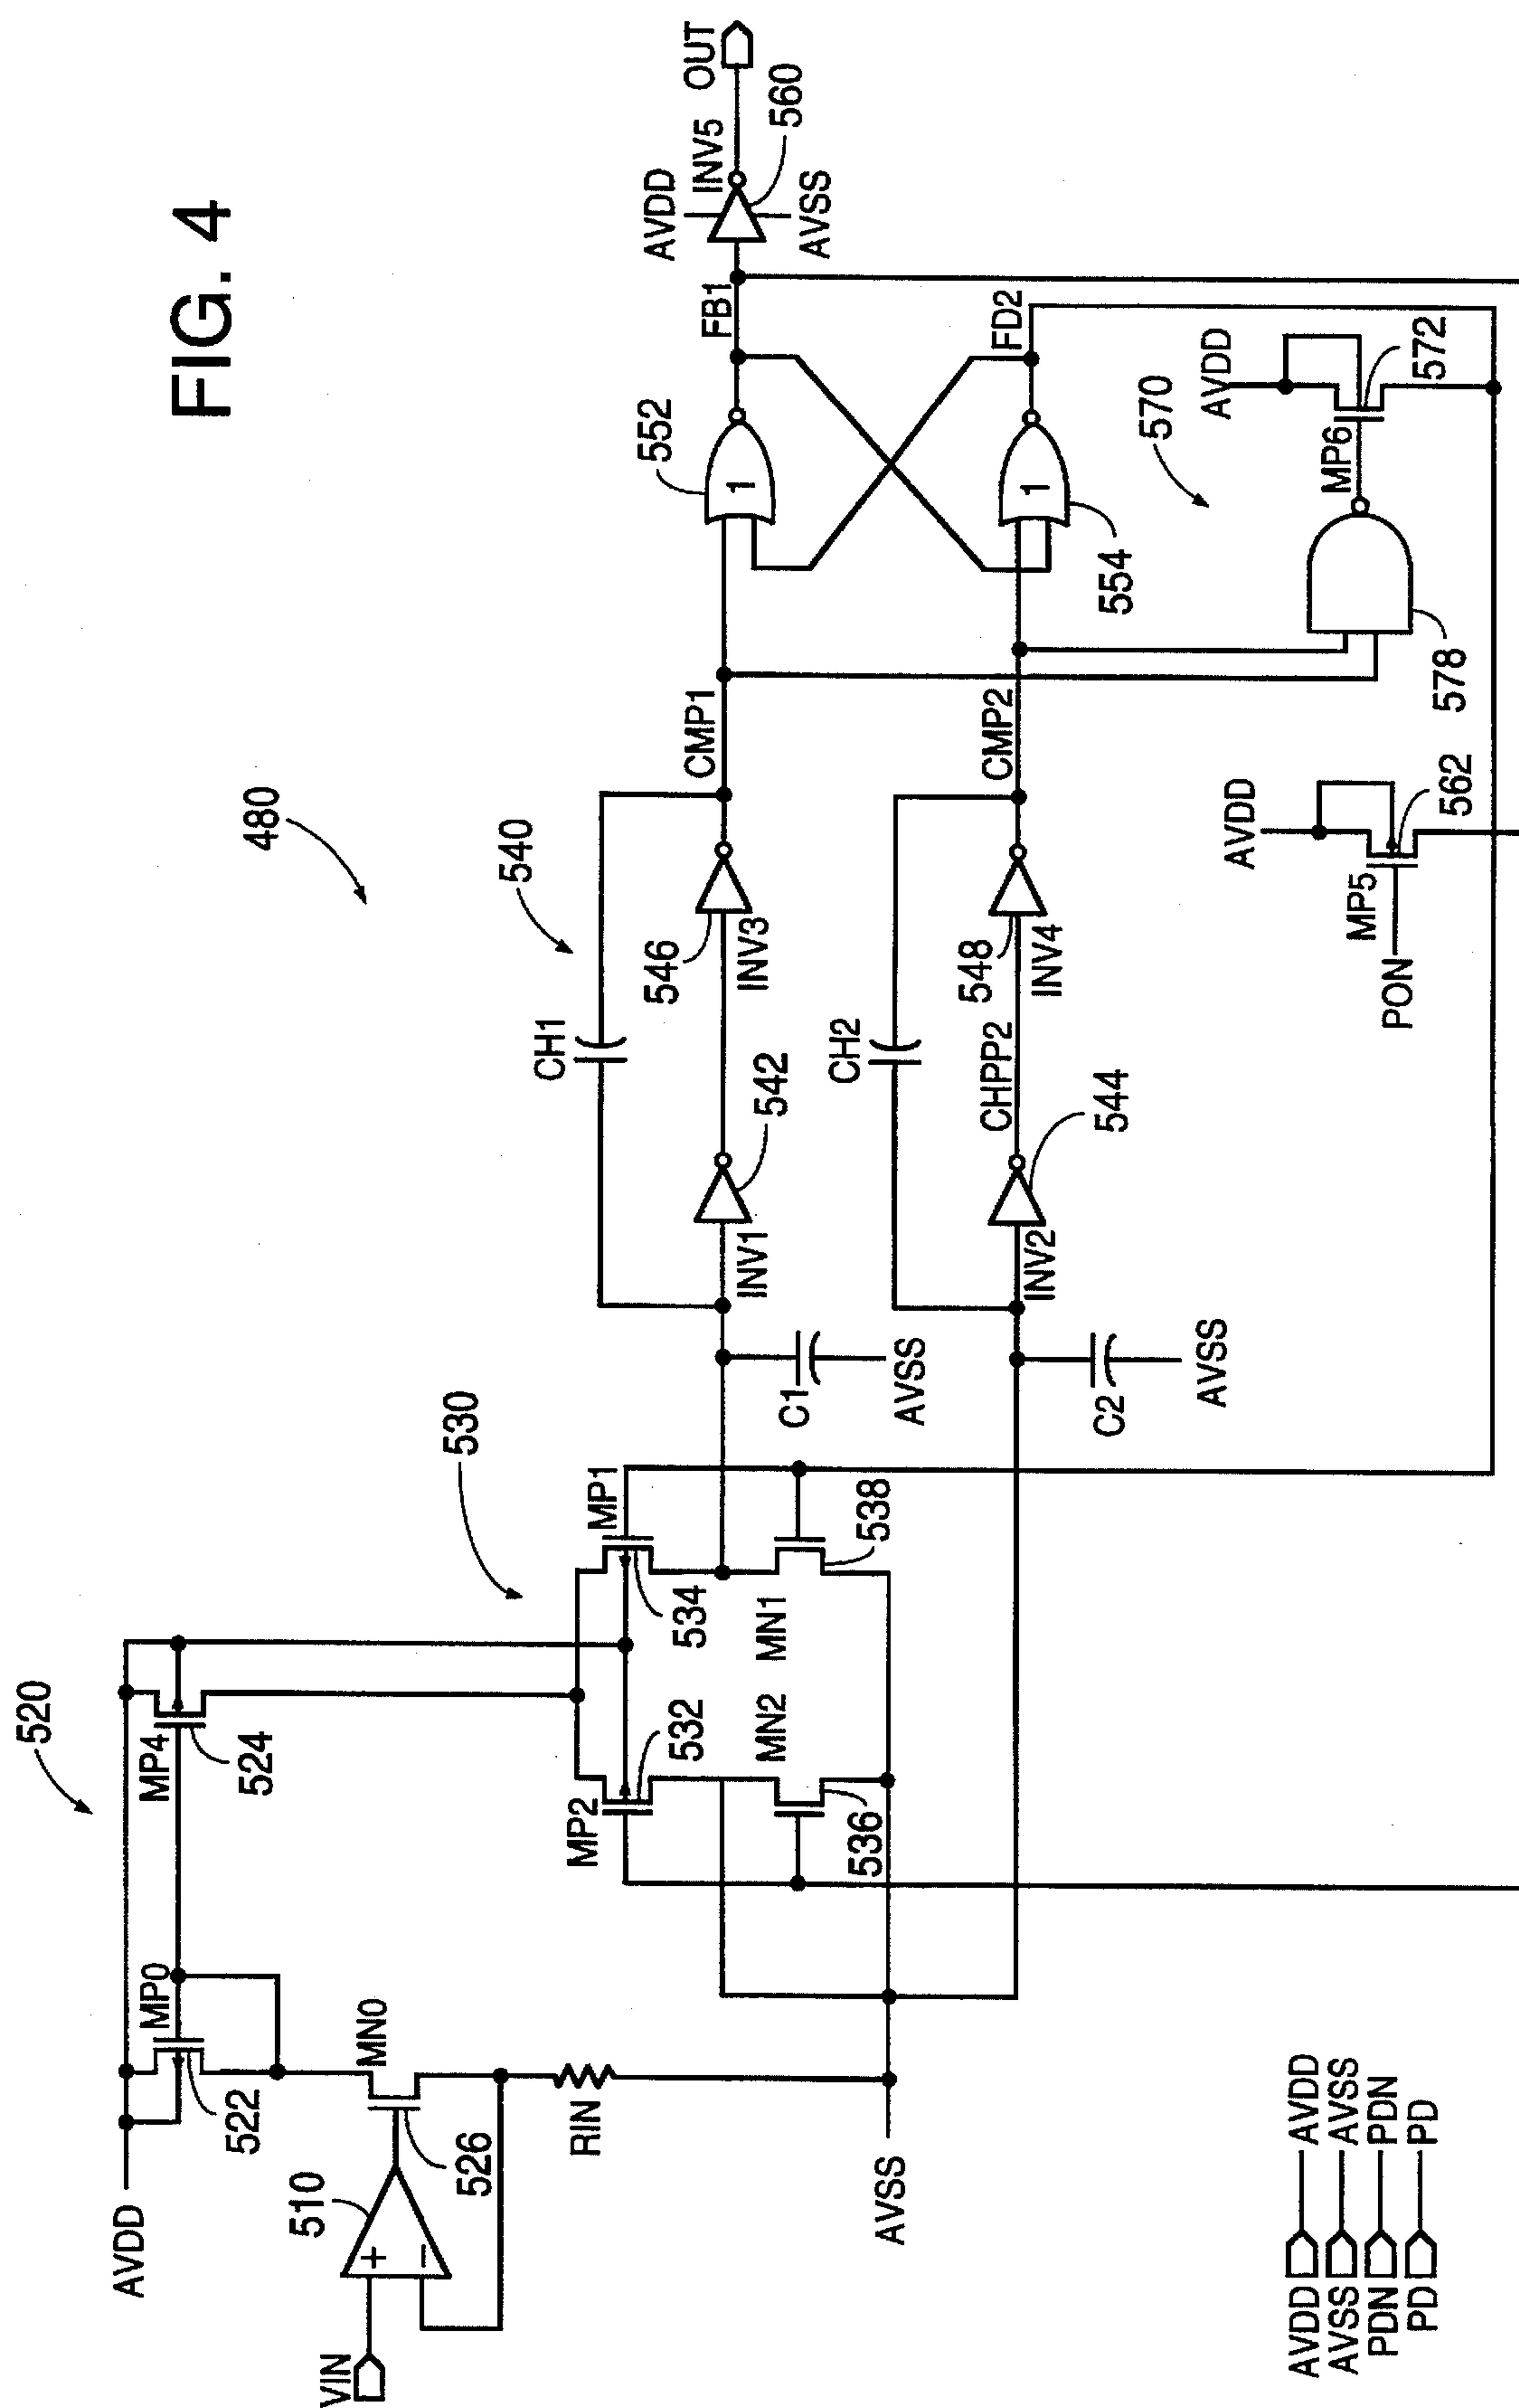 FIG. 4
480
520
AVDD
MP0
522
MP4
524
VIN
510
+
−
526
MN0
RIN
AVSS
530
MP2
532
534
MP1
MN2
536
MN1
538
C1
AVSS
C2
AVSS
540
CH1
INV1
542
546
INV3
CMP1
CH2
INV2
544
CHPP2
548
INV4
CMP2
552
1
FB1
554
1
FD2
AVDD
INV5
AVSS
560
OUT
570
578
MP6
AVDD
572
AVDD
MP5
562
PON
AVDD AVDD
AVSS AVSS
PDN PDN
PD PD